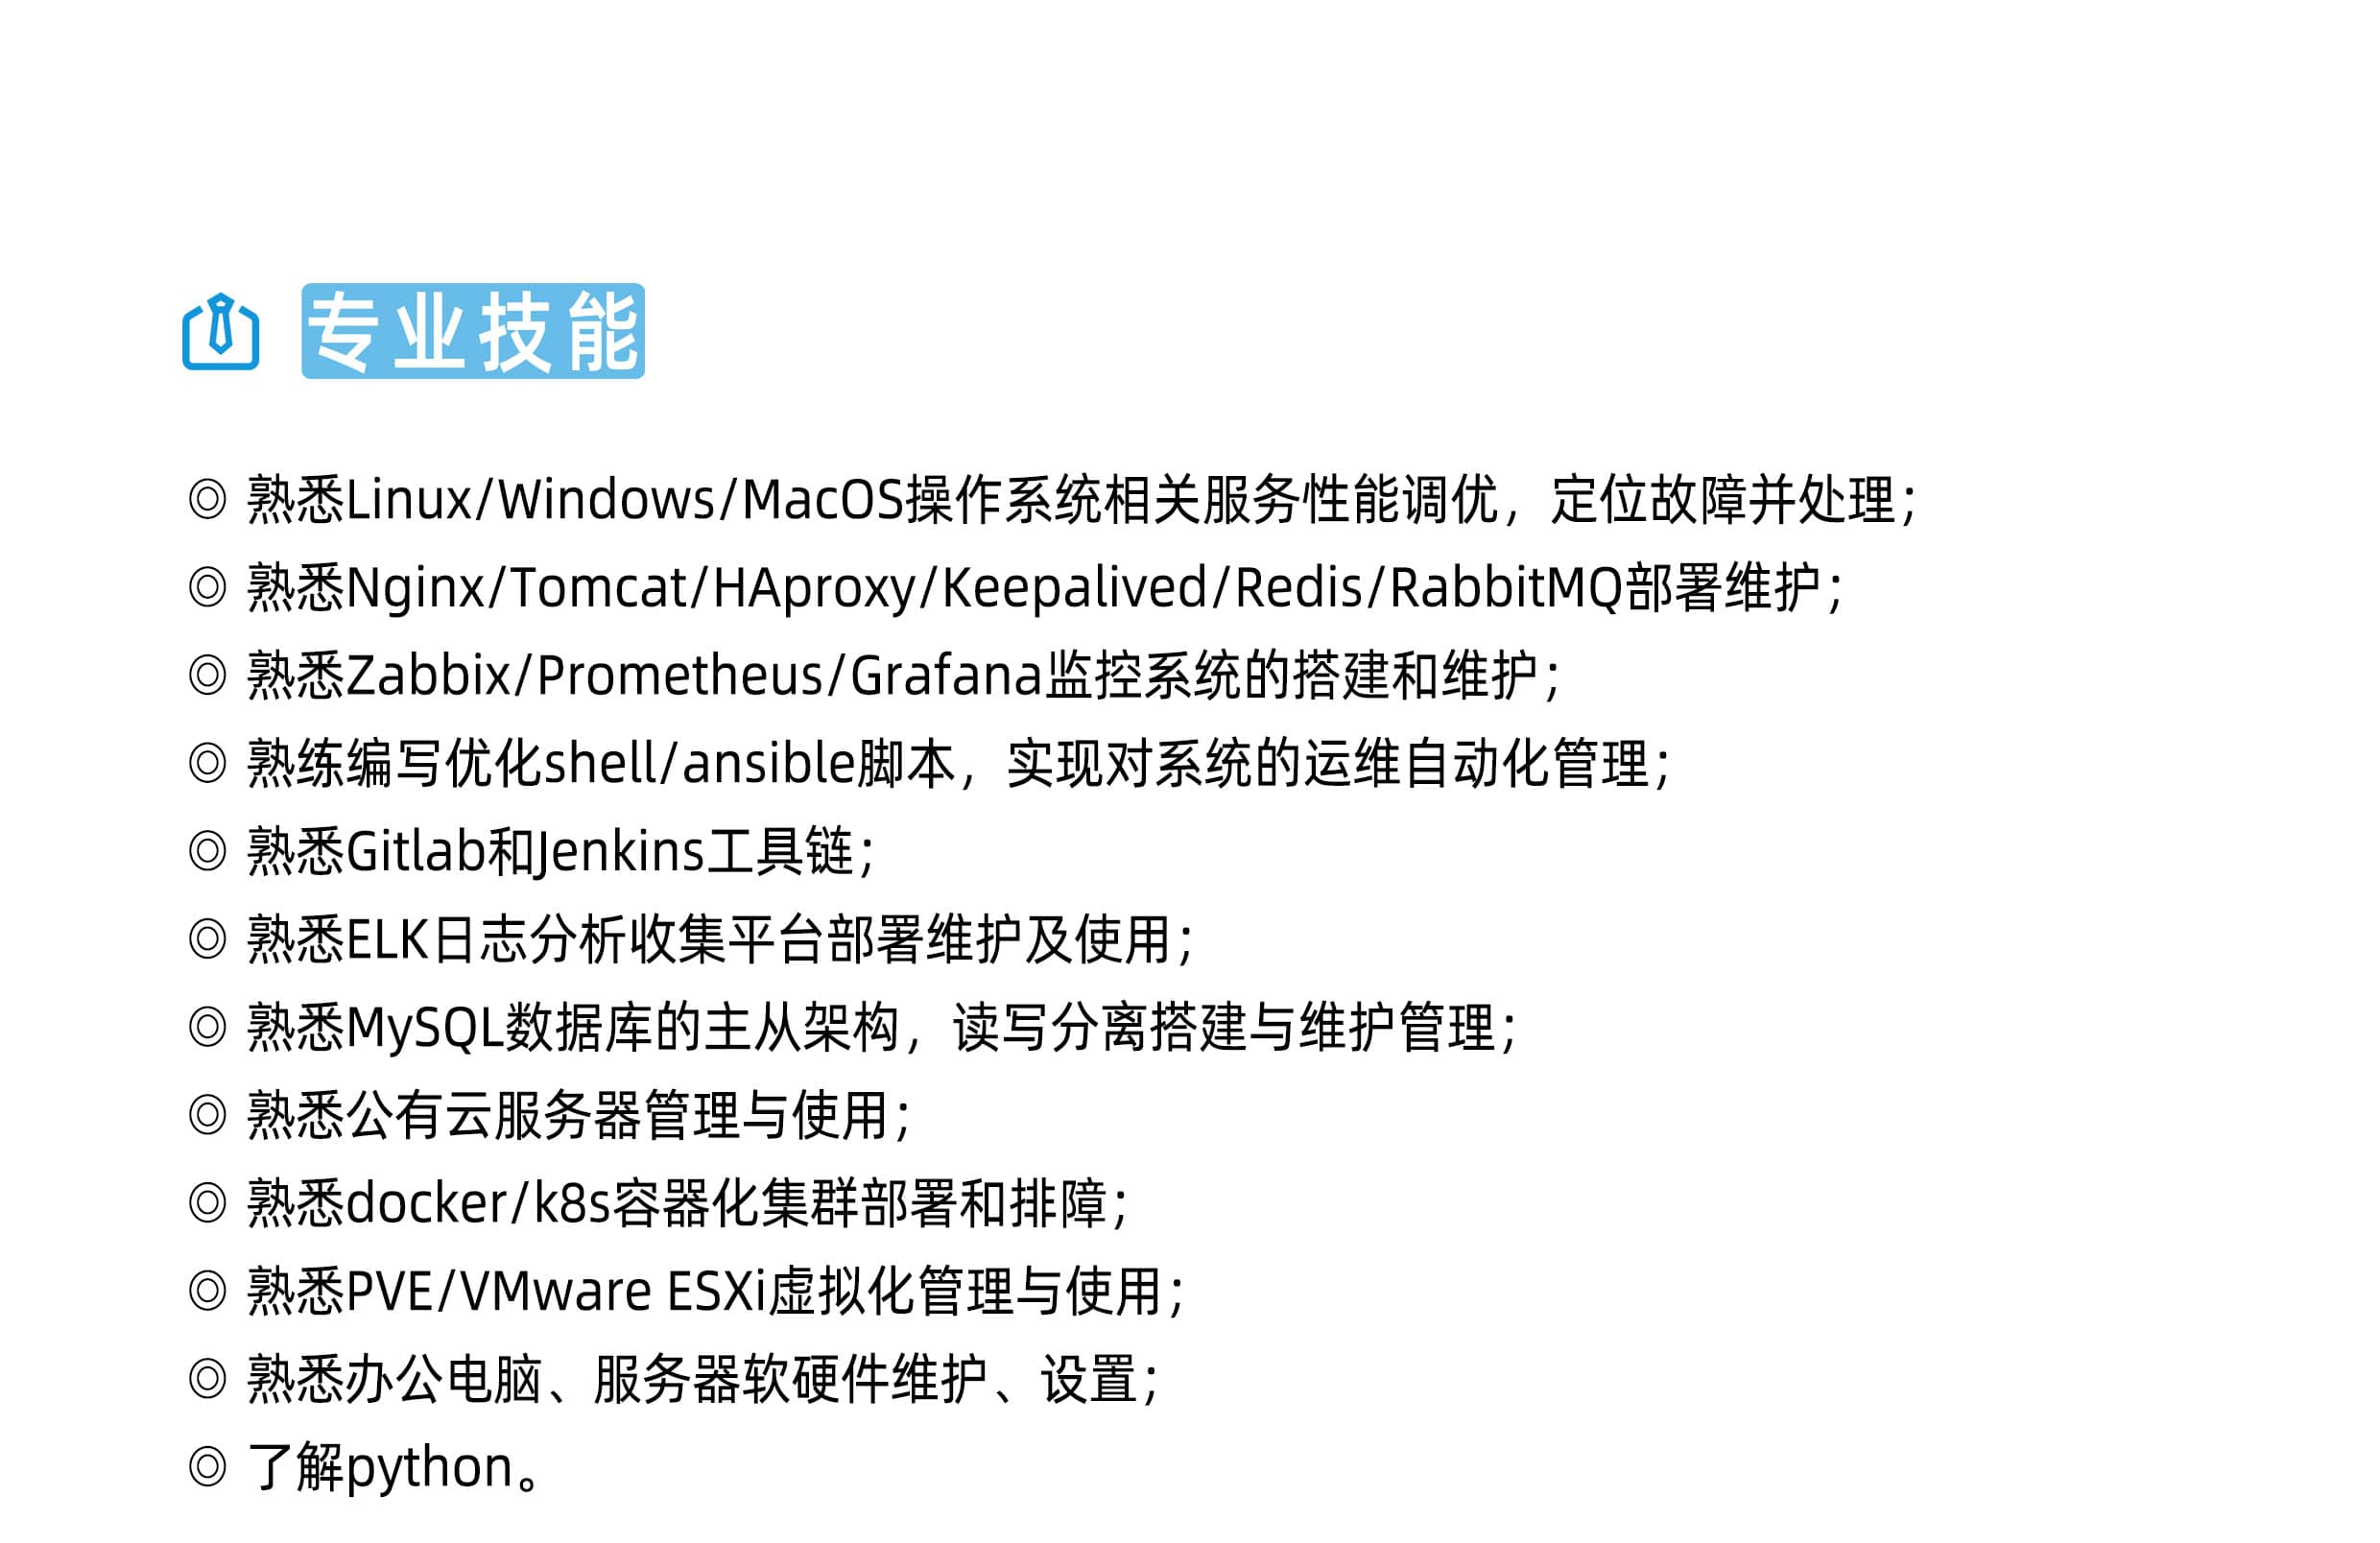 专业技能
◎ 熟悉Linux/Windows/MacOS操作系统相关服务性能调优，定位故障并处理；
◎ 熟悉Nginx/Tomcat/HAproxy/Keepalived/Redis/RabbitMQ部署维护；
◎ 熟悉Zabbix/Prometheus/Grafana监控系统的搭建和维护；
◎ 熟练编写优化shell/ansible脚本，实现对系统的运维自动化管理；
◎ 熟悉Gitlab和Jenkins工具链；
◎ 熟悉ELK日志分析收集平台部署维护及使用；
◎ 熟悉MySQL数据库的主从架构，读写分离搭建与维护管理；
◎ 熟悉公有云服务器管理与使用；
◎ 熟悉docker/k8s容器化集群部署和排障；
◎ 熟悉PVE/VMware ESXi虚拟化管理与使用；
◎ 熟悉办公电脑、服务器软硬件维护、设置；
◎ 了解python。